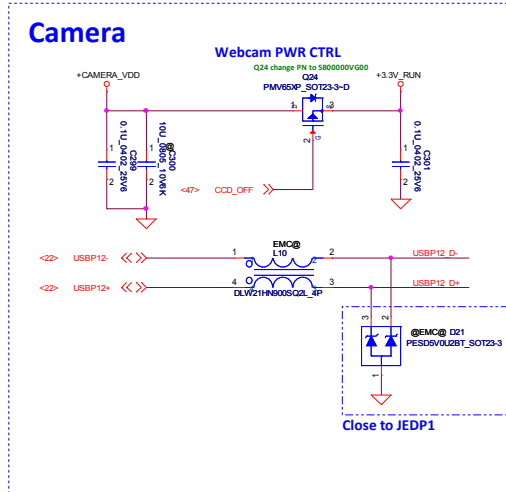 Camera
Webcam PWR CTRL
Q24 change PN to SB00000VG00
+CAMERA_VDD
Q24
+3.3V_RUN
PMV65XP_SOT23-3~D
1
D
S
3
G
2
0.1U_0402_25V6
C299
1
2
10U_0805_10V6K
@C300
1
2
0.1U_0402_25V6
C301
1
2
<47> CCD_OFF
EMC@
L10
<22> USBP12-
1
2
USBP12_D-
<22> USBP12+
4
3
USBP12_D+
DLW21HN900SQ2L_4P
3
2
@EMC@ D21
PESD5V0U2BT_SOT23-3
1
Close to JEDP1